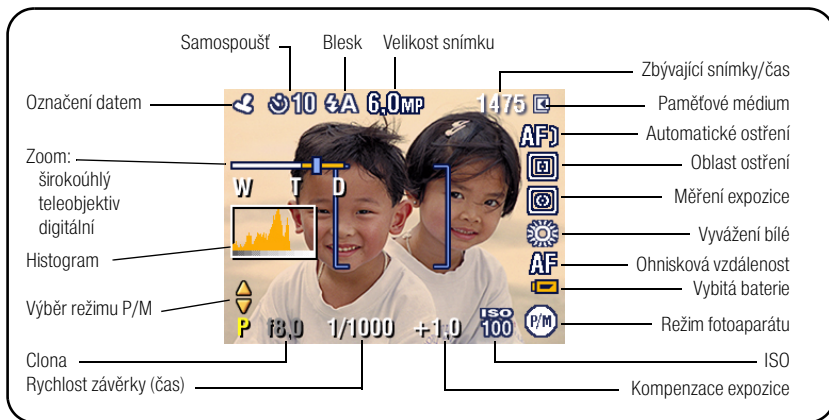 Samospoušť Blesk Velikost snímku
Zbývající snímky/čas
Označení datem
10 A 6,0MP 1475
Paměťové médium
AF
Automatické ostření
Zoom:
širokoúhlý
teleobjektiv
digitální
Oblast ostření
W T D
Měření expozice
Histogram
Vyvážení bílé
AF
Ohnisková vzdálenost
Vybitá baterie
Výběr režimu P/M
P f8,0 1/1000 +1,0 ISO 100 P/M
Režim fotoaparátu
Clona
ISO
Rychlost závěrky (čas)
Kompenzace expozice